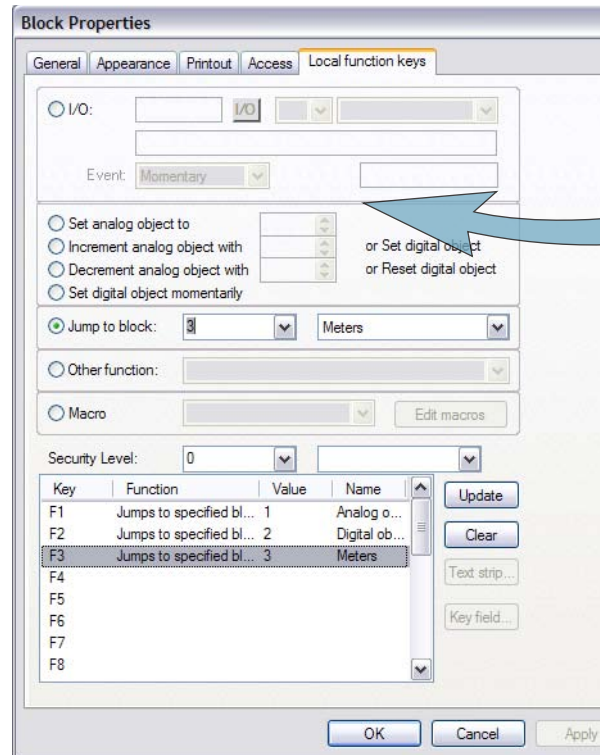 Block Properties
General Appearance Printout Access Local function keys
I/O: I/O
Event: Momentary
Set analog object to
Increment analog object with or Set digital object
Decrement analog object with or Reset digital object
Set digital object momentarily
Jump to block: 3 Meters
Other function:
Macro Edit macros
Security Level: 0
Key Function Value Name
Update
F1 Jumps to specified bl... 1 Analog o...
F2 Jumps to specified bl... 2 Digital ob...
Clear
F3 Jumps to specified bl... 3 Meters
F4
Text strip...
F5
F6
Key field...
F7
F8
OK Cancel Apply